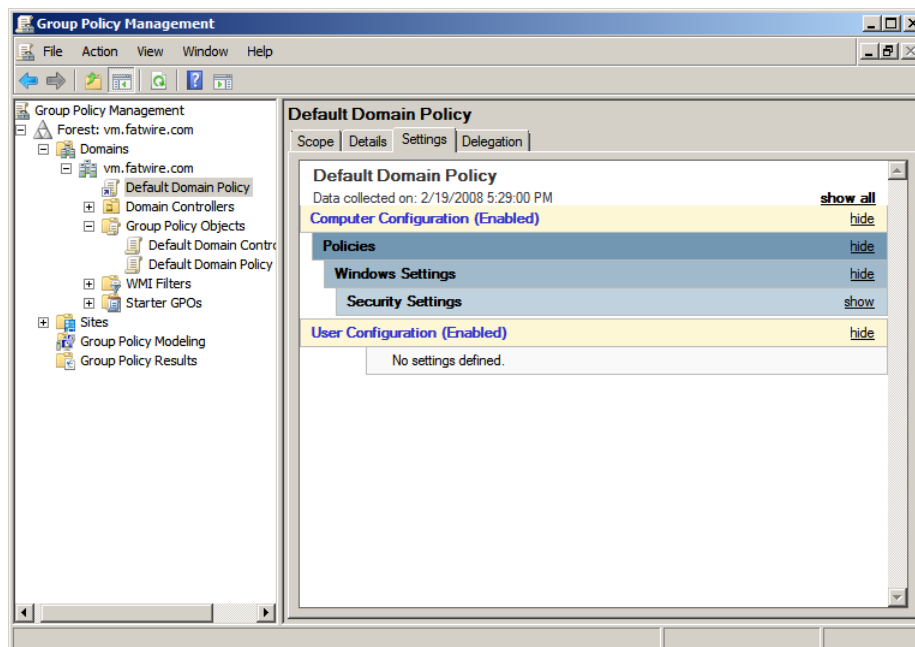 Group Policy Management
File Action View Window Help
Group Policy Management
Forest: vm.fatwire.com
Domains
vm.fatwire.com
Default Domain Policy
Domain Controllers
Group Policy Objects
Default Domain Contr
Default Domain Policy
WMI Filters
Starter GPOs
Sites
Group Policy Modeling
Group Policy Results
Default Domain Policy
Scope Details Settings Delegation
Default Domain Policy
Data collected on: 2/19/2008 5:29:00 PM show all
Computer Configuration (Enabled) hide
Policies hide
Windows Settings hide
Security Settings show
User Configuration (Enabled) hide
No settings defined.